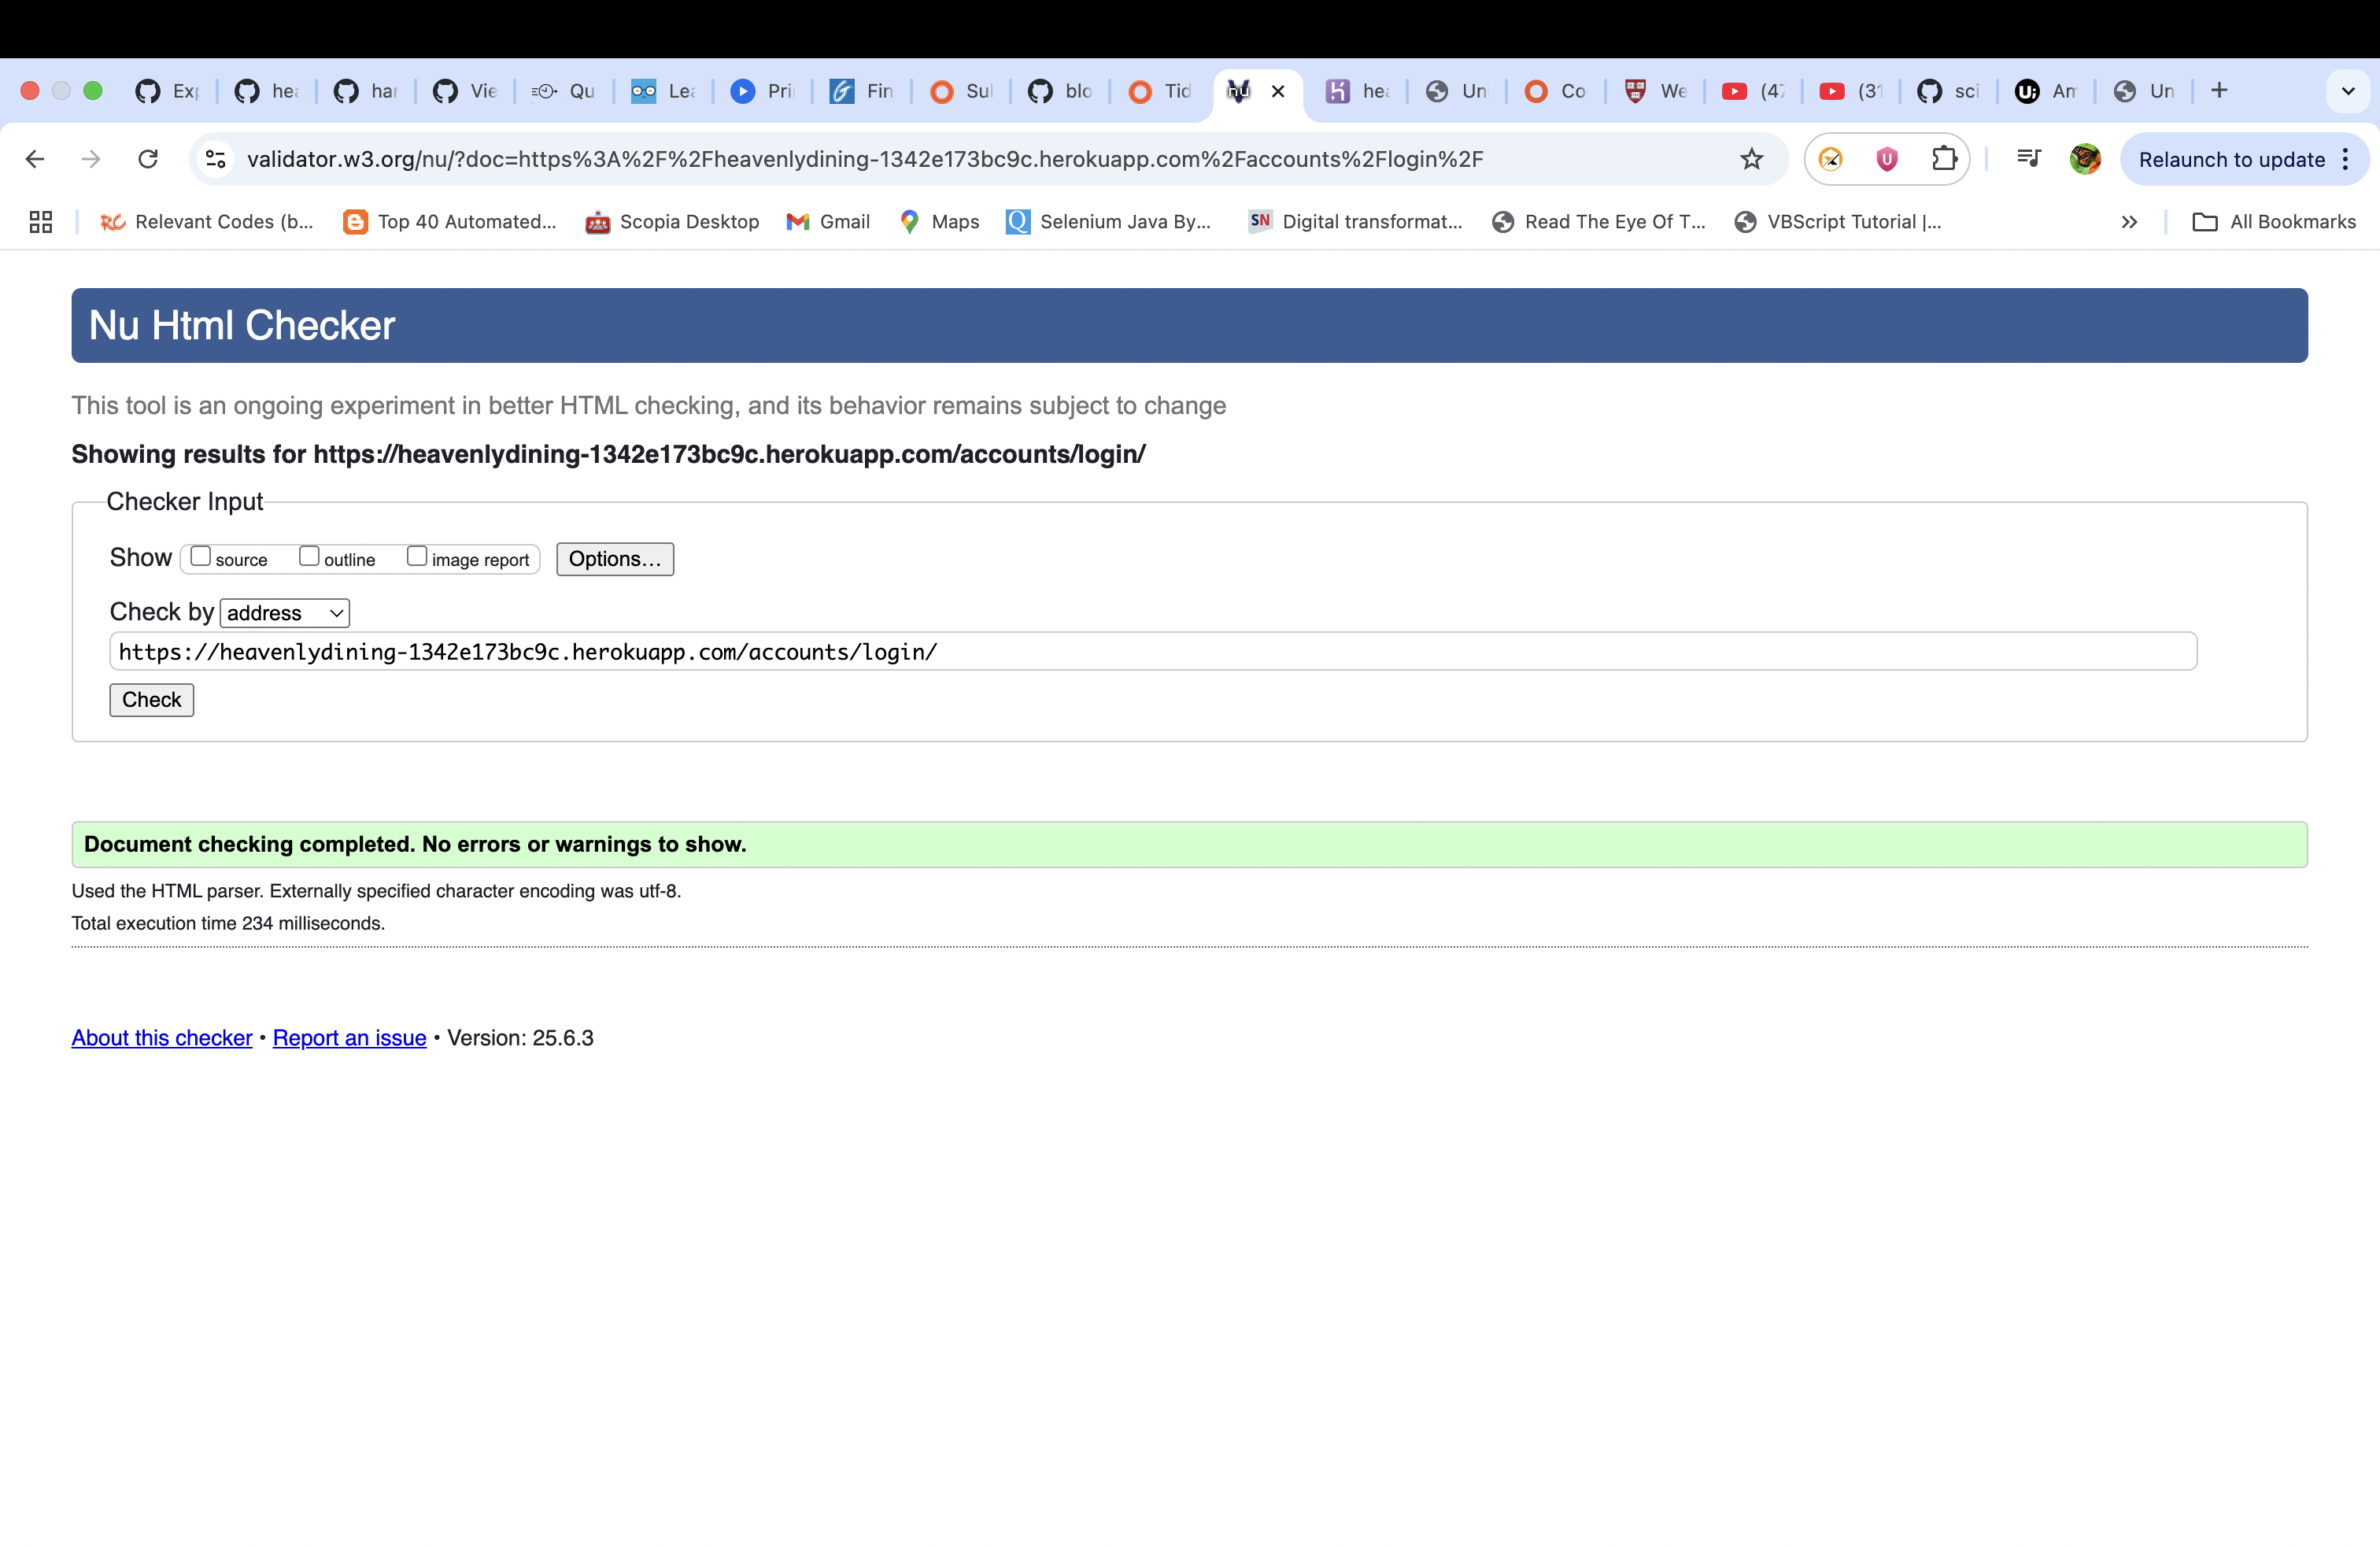 Exp hea har Vie Qu Lea Prin Fin Sul blo Tid hea Un Co We (47 (31 sci Am Un
validator.w3.org/nu/?doc=https%3A%2F%2Fheavenlydining-1342e173bc9c.herokuapp.com%2Faccounts%2Flogin%2F Relaunch to update
Relevant Codes (b... Top 40 Automated... Scopia Desktop Gmail Maps Selenium Java By... SN Digital transformat... Read The Eye Of T... VBScript Tutorial |... All Bookmarks
Nu Html Checker
This tool is an ongoing experiment in better HTML checking, and its behavior remains subject to change
Showing results for https://heavenlydining-1342e173bc9c.herokuapp.com/accounts/login/
Checker Input
Show source outline image report Options...
Check by address
https://heavenlydining-1342e173bc9c.herokuapp.com/accounts/login/
Check
Document checking completed. No errors or warnings to show.
Used the HTML parser. Externally specified character encoding was utf-8.
Total execution time 234 milliseconds.
About this checker • Report an issue • Version: 25.6.3